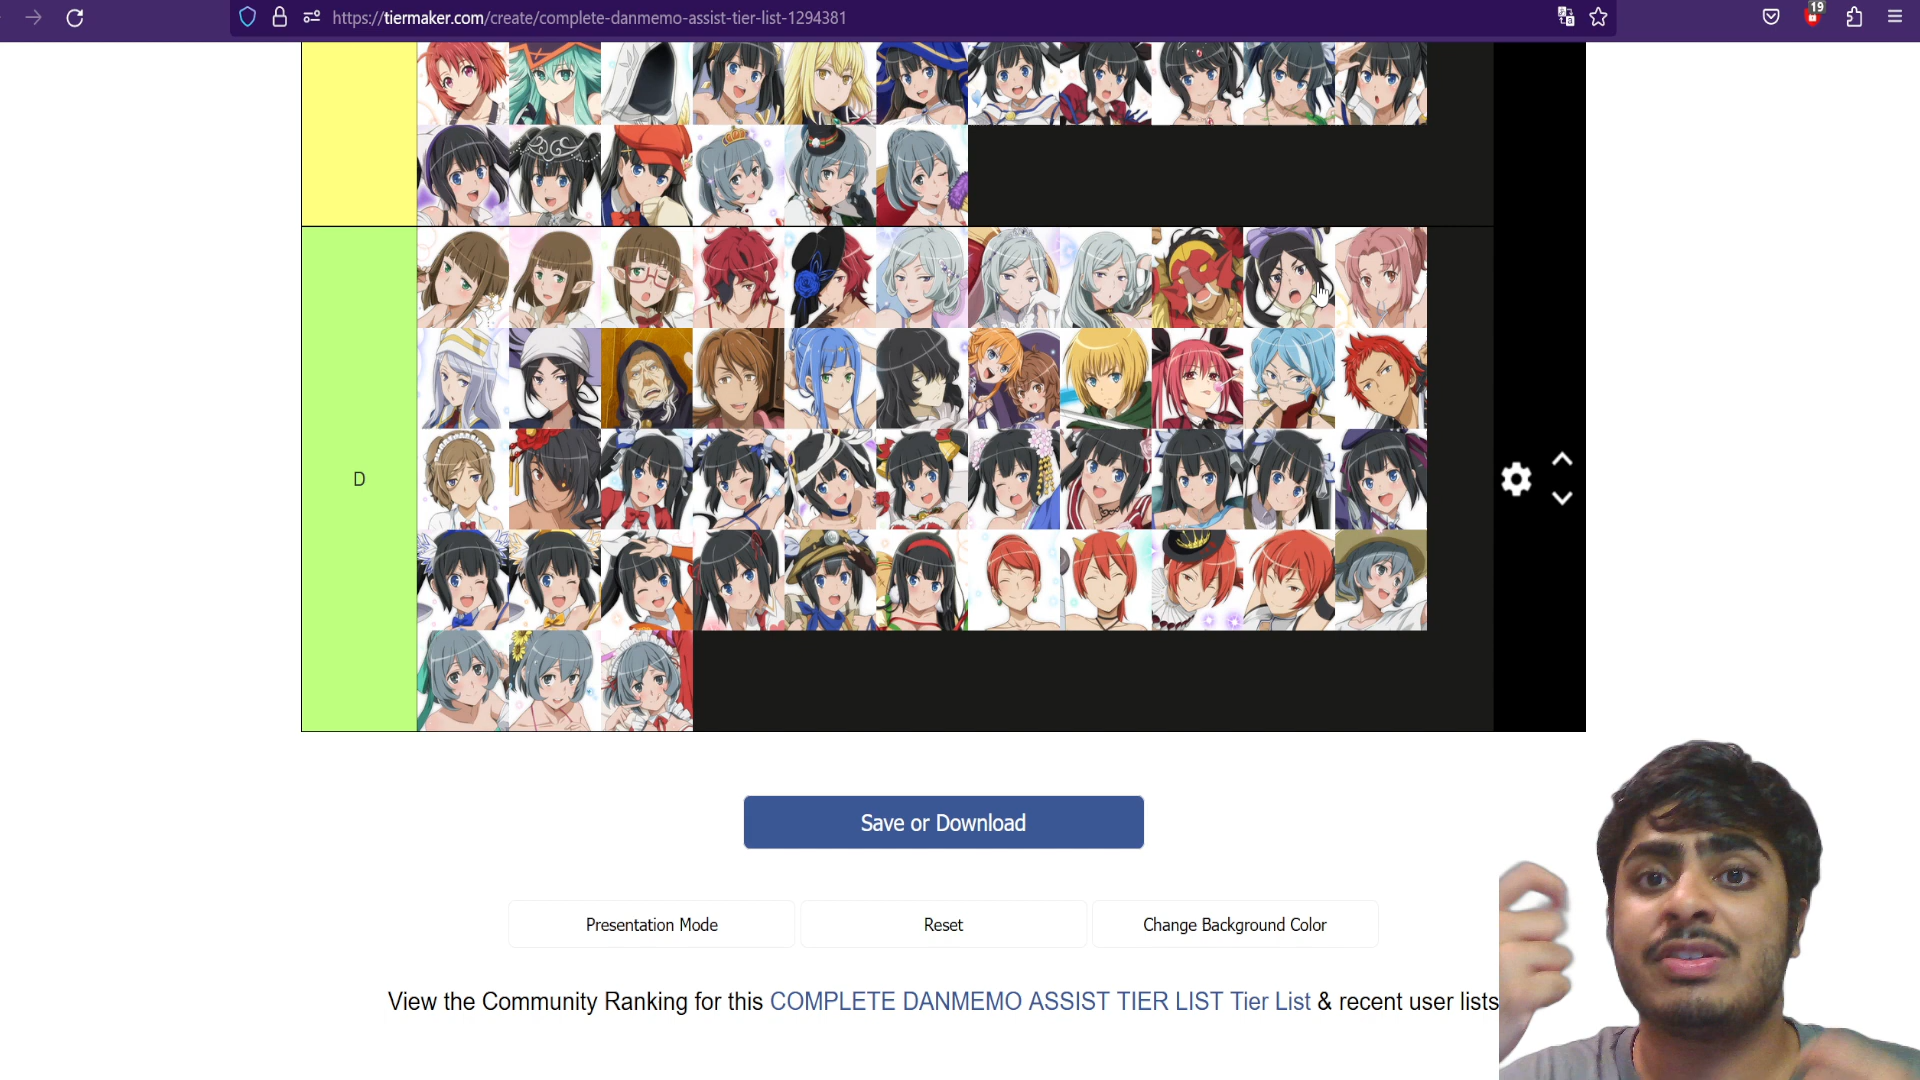 https://tiermaker.com/create/complete-danmemo-assist-tier-list-1294381
19
D
Save or Download
Presentation Mode
Reset
Change Background Color
View the Community Ranking for this COMPLETE DANMEMO ASSIST TIER LIST Tier List & recent user lists